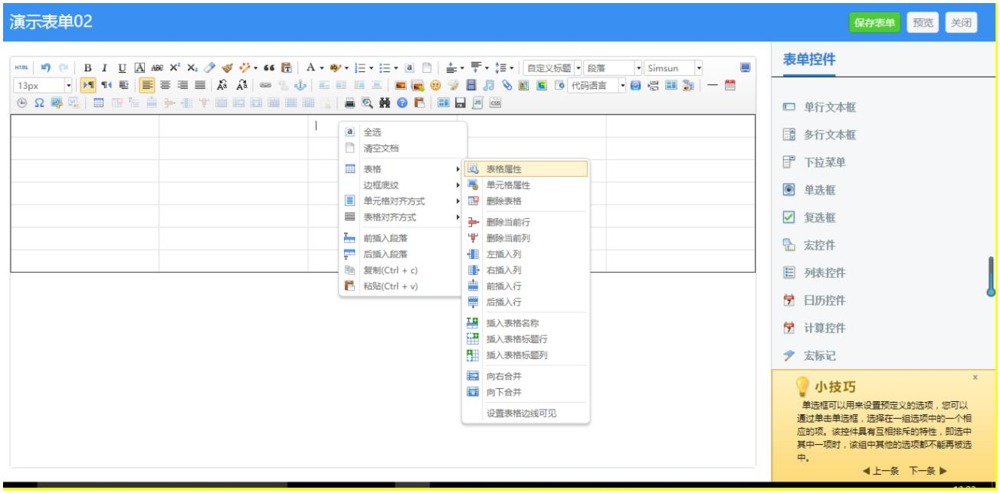 演示表单02
保存表单 预览 关闭
HTML B I U A ABC X² X₂ A 自定义标题 段落 Simsun
13px 代码语言
Ω JS CSS
a 全选
清空文档
表格
边框底纹
单元格对齐方式
表格对齐方式
前插入段落
后插入段落
复制(Ctrl + c)
粘贴(Ctrl + v)
表格属性
单元格属性
删除表格
删除当前行
删除当前列
左插入列
右插入列
前插入行
后插入行
插入表格名称
插入表格标题行
插入表格标题列
向右合并
向下合并
设置表格边线可见
表单控件
单行文本框
多行文本框
下拉菜单
单选框
复选框
宏控件
列表控件
日历控件
计算控件
宏标记
x
小技巧
单选框可以用来设置预定义的选项，您可以
通过单击单选框，选择在一组选项中的一个相
应的项。该控件具有互相排斥的特性，即选中
其中一项时，该组中其他的选项都不能再被选
中。
◀上一条 下一条▶